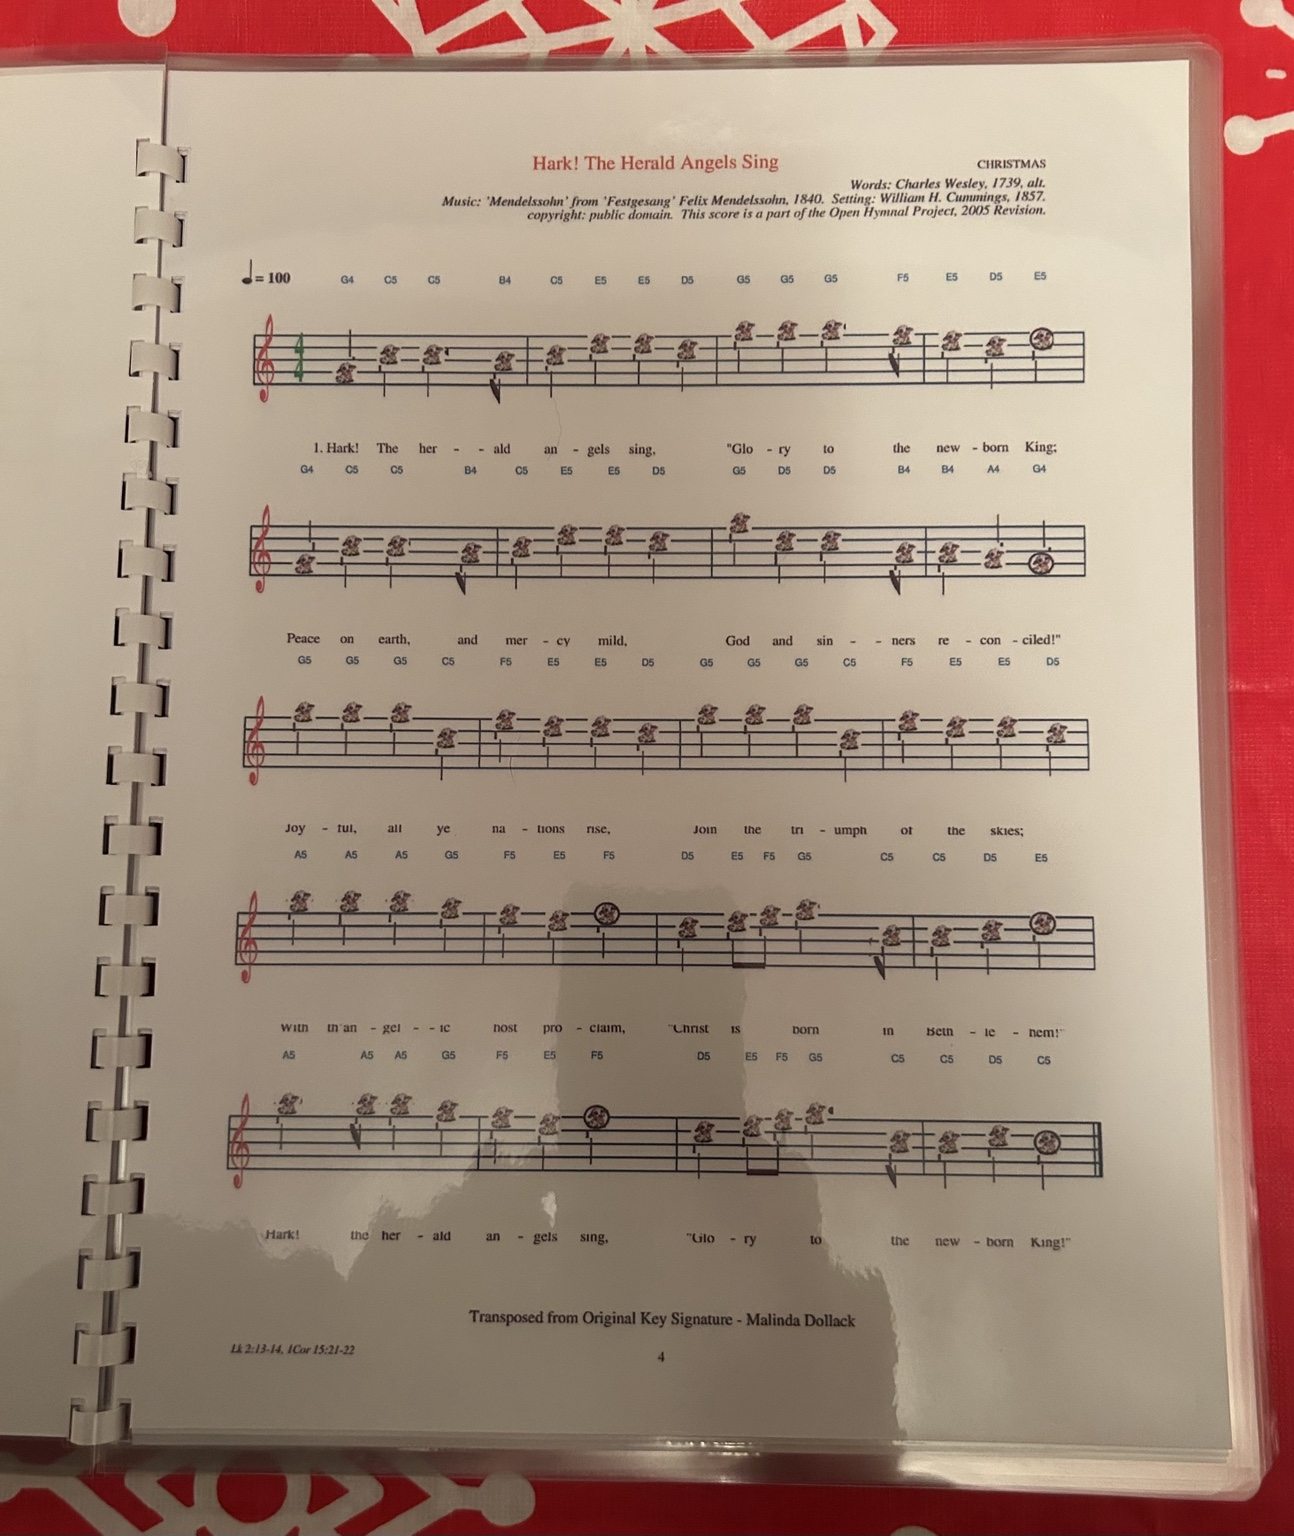 Hark! The Herald Angels Sing
CHRISTMAS
Words: Charles Wesley, 1739, alt.
Music: 'Mendelssohn' from 'Festgesang' Felix Mendelssohn, 1840. Setting: William H. Cummings, 1857.
copyright: public domain. This score is a part of the Open Hymnal Project, 2005 Revision.
= 100
G4 C5 C5 B4 C5 E5 E5 D5 G5 G5 G5 F5 E5 D5 E5
4
4
1. Hark! The her - - ald an - gels sing, "Glo - ry to the new - born King;
G4 C5 C5 B4 C5 E5 E5 D5 G5 D5 D5 B4 B4 A4 G4
Peace on earth, and mer - cy mild, God and sin - - ners re - con - ciled!"
G5 G5 G5 C5 F5 E5 E5 D5 G5 G5 G5 C5 F5 E5 E5 D5
Joy - ful, all ye na - tions rise, Join the tri - umph of the skies;
A5 A5 A5 G5 F5 E5 F5 D5 E5 F5 G5 C5 C5 D5 E5
With th'an - gel - - ic host pro - claim, "Christ is born in Beth - le - hem!"
A5 A5 A5 G5 F5 E5 F5 D5 E5 F5 G5 C5 C5 D5 C5
Hark! the her - ald an - gels sing, "Glo - ry to the new - born King!"
Transposed from Original Key Signature - Malinda Dollack
Lk 2:13-14, 1Cor 15:21-22
4